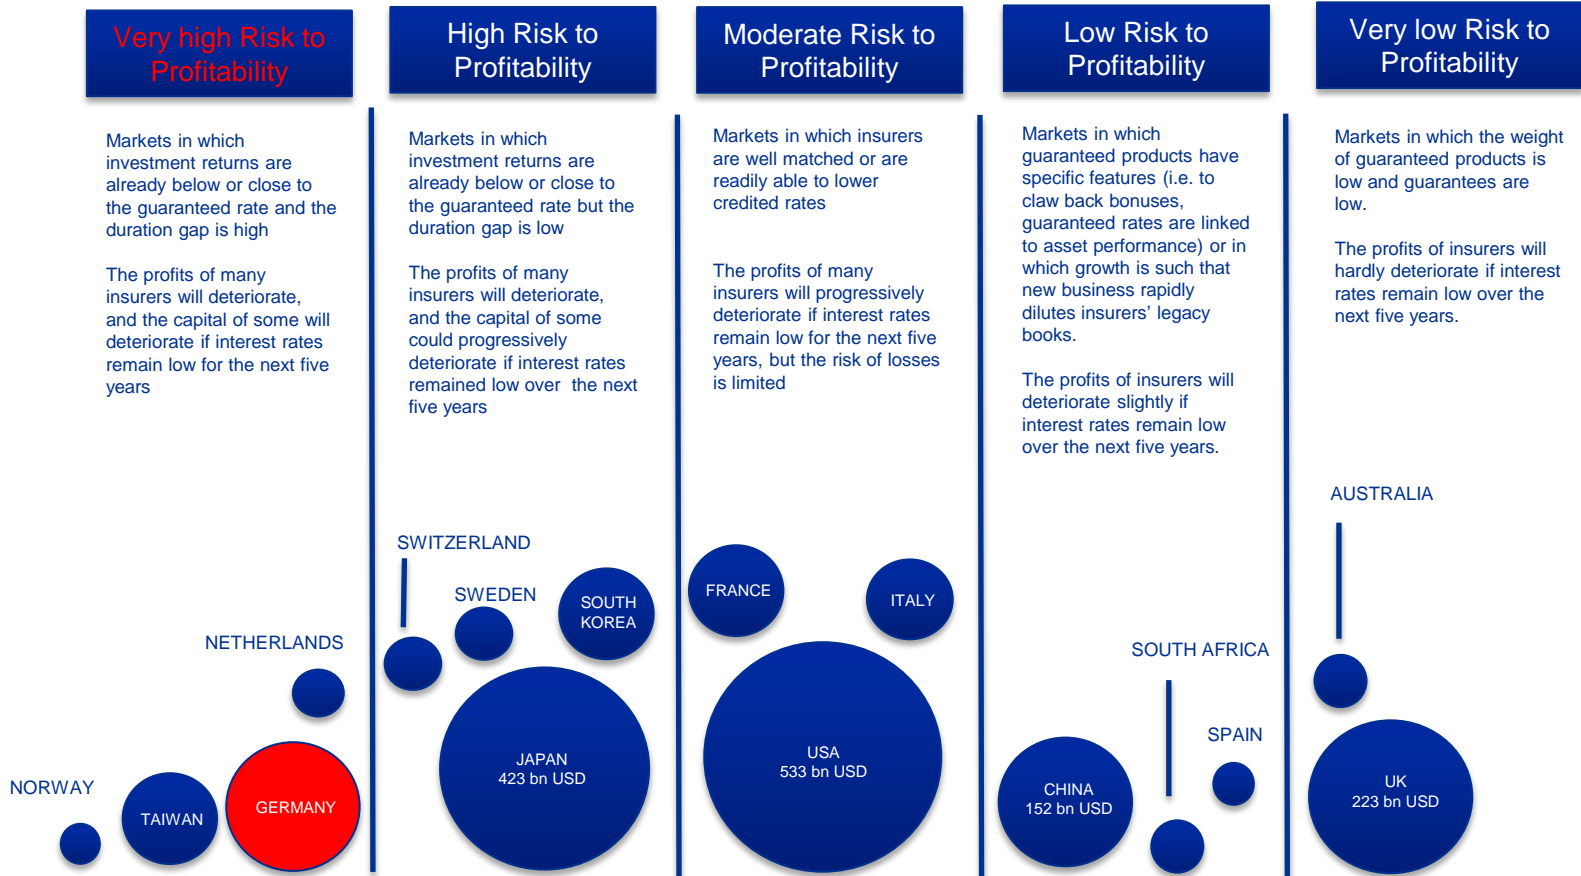 Very high Risk to
Profitability
High Risk to
Profitability
Moderate Risk to
Profitability
Low Risk to
Profitability
Very low Risk to
Profitability
Markets in which
investment returns are
already below or close to
the guaranteed rate and the
duration gap is high
The profits of many
insurers will deteriorate,
and the capital of some will
deteriorate if interest rates
remain low for the next five
years
Markets in which
investment returns are
already below or close to
the guaranteed rate but the
duration gap is low
The profits of many
insurers will deteriorate,
and the capital of some
could progressively
deteriorate if interest rates
remained low over the next
five years
Markets in which insurers
are well matched or are
readily able to lower
credited rates
The profits of many
insurers will progressively
deteriorate if interest rates
remain low for the next five
years, but the risk of losses
is limited
Markets in which
guaranteed products have
specific features (i.e. to
claw back bonuses,
guaranteed rates are linked
to asset performance) or in
which growth is such that
new business rapidly
dilutes insurers’ legacy
books.
The profits of insurers will
deteriorate slightly if
interest rates remain low
over the next five years.
Markets in which the weight
of guaranteed products is
low and guarantees are
low.
The profits of insurers will
hardly deteriorate if interest
rates remain low over the
next five years.
NORWAY
TAIWAN
NETHERLANDS
GERMANY
SWITZERLAND
SWEDEN
SOUTH
KOREA
JAPAN
423 bn USD
FRANCE
ITALY
USA
533 bn USD
SOUTH AFRICA
SPAIN
CHINA
152 bn USD
AUSTRALIA
UK
223 bn USD